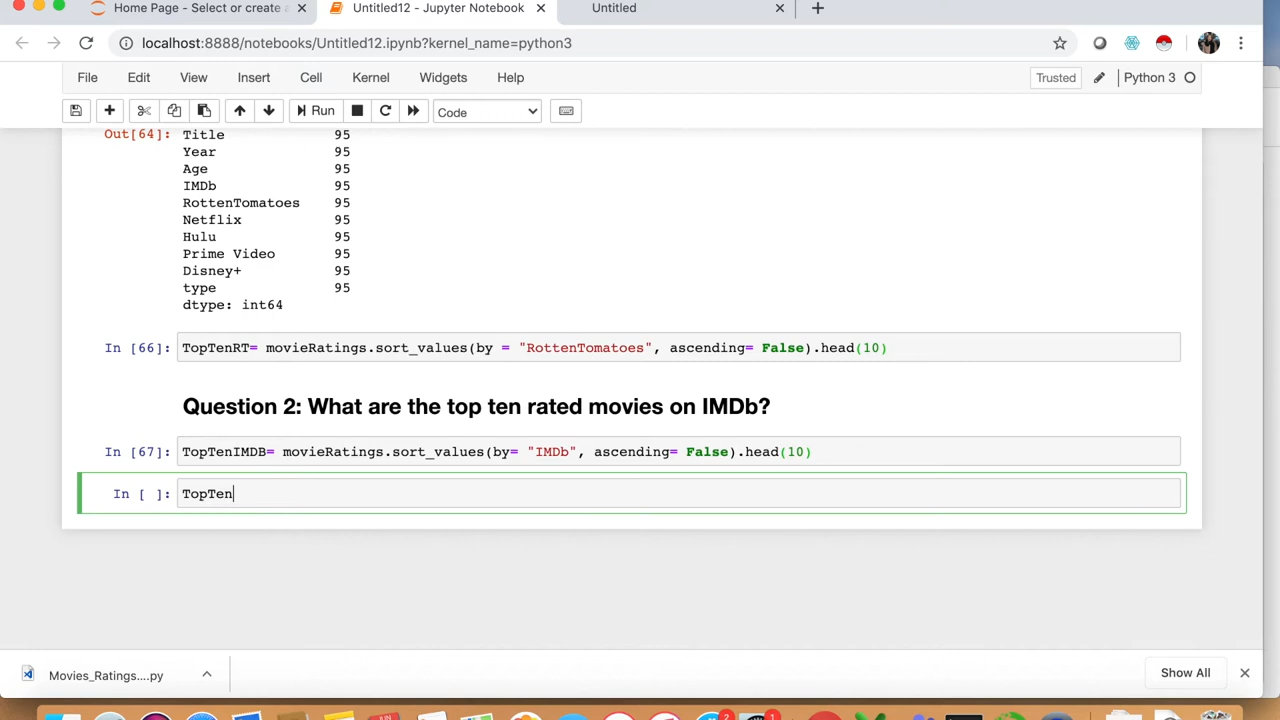 Home Page - Select or create a
Untitled12 - Jupyter Notebook
Untitled
localhost:8888/notebooks/Untitled12.ipynb?kernel_name=python3
File Edit View Insert Cell Kernel Widgets Help Trusted Python 3
Run Code
Out[64]: Title 95
Year 95
Age 95
IMDb 95
RottenTomatoes 95
Netflix 95
Hulu 95
Prime Video 95
Disney+ 95
type 95
dtype: int64
In [66]: TopTenRT= movieRatings.sort_values(by = "RottenTomatoes", ascending= False).head(10)
Question 2: What are the top ten rated movies on IMDb?
In [67]: TopTenIMDB= movieRatings.sort_values(by= "IMDb", ascending= False).head(10)
In [ ]: TopTen
Movies_Ratings....py
Show All
JUN
2
1